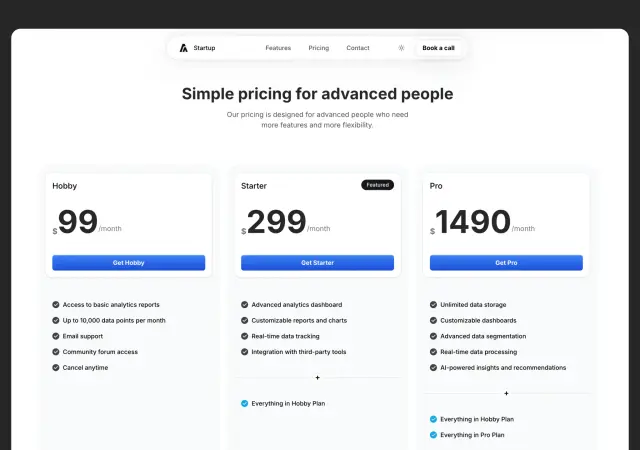 Startup
Features
Pricing
Contact
Book a call
Simple pricing for advanced people
Our pricing is designed for advanced people who need
more features and more flexibility.
Hobby
$99/month
Get Hobby
Access to basic analytics reports
Up to 10,000 data points per month
Email support
Community forum access
Cancel anytime
Starter
Featured
$299/month
Get Starter
Advanced analytics dashboard
Customizable reports and charts
Real-time data tracking
Integration with third-party tools
+
Everything in Hobby Plan
Pro
$1490/month
Get Pro
Unlimited data storage
Customizable dashboards
Advanced data segmentation
Real-time data processing
AI-powered insights and recommendations
+
Everything in Hobby Plan
Everything in Pro Plan